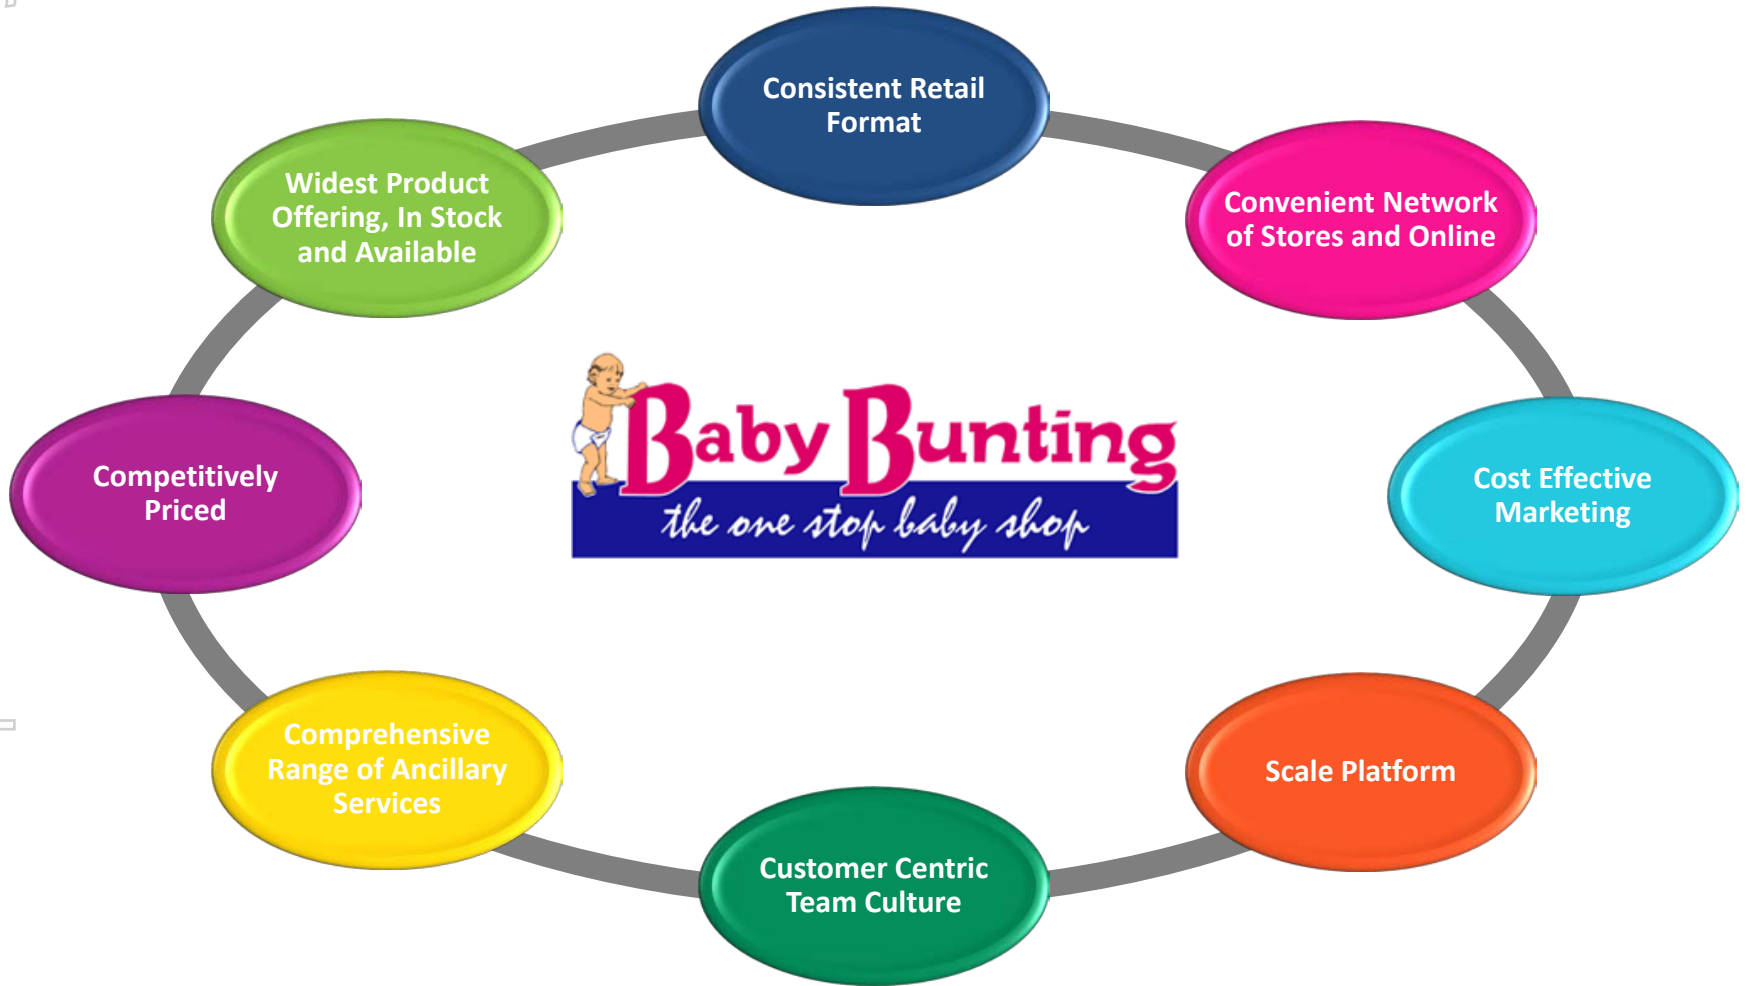 Consistent Retail
Format
Convenient Network
of Stores and Online
Cost Effective
Marketing
Scale Platform
Customer Centric
Team Culture
Comprehensive
Range of Ancillary
Services
Competitively
Priced
Widest Product
Offering, In Stock
and Available
Baby Bunting
the one stop baby shop